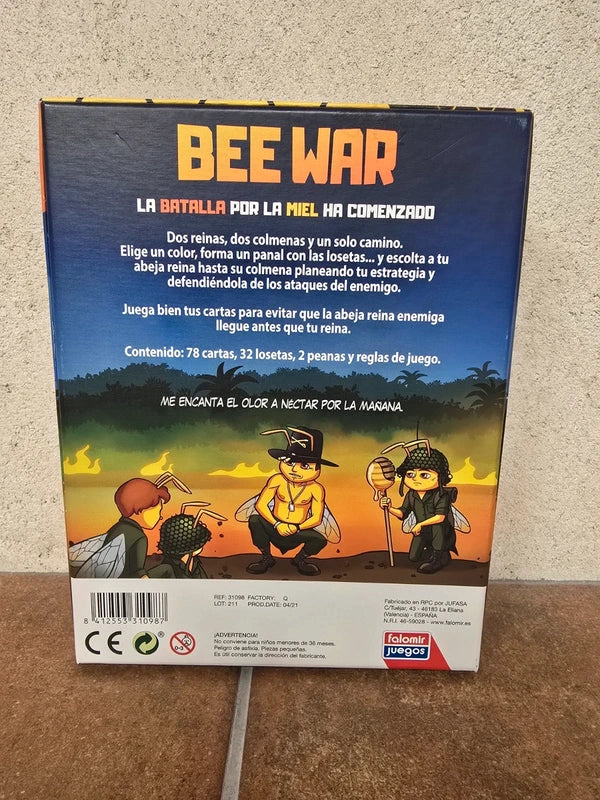 BEE WAR
LA BATALLA POR LA MIEL HA COMENZADO
Dos reinas, dos colmenas y un solo camino.
Elige un color, forma un panal con las losetas... y escolta a tu
abeja reina hasta su colmena planeando tu estrategia y
defendiéndola de los ataques del enemigo.
Juega bien tus cartas para evitar que la abeja reina enemiga
llegue antes que tu reina.
Contenido: 78 cartas, 32 losetas, 2 peanas y reglas de juego.
ME ENCANTA EL OLOR A NÉCTAR POR LA MAÑANA.
REF: 31098 FACTORY: Q
LOT: 211 PROD.DATE: 04/21
8 412553 310987
CE
0-3
¡ADVERTENCIA!
No conviene para niños menores de 36 meses.
Peligro de asfixia. Piezas pequeñas.
Es útil conservar la dirección del fabricante.
Fabricado en RPC por JUFASA
C/Tuéjar, 43 - 46183 La Eliana
(Valencia) - ESPAÑA
N.R.I. 46-59028 - www.falomir.es
falomir
juegos